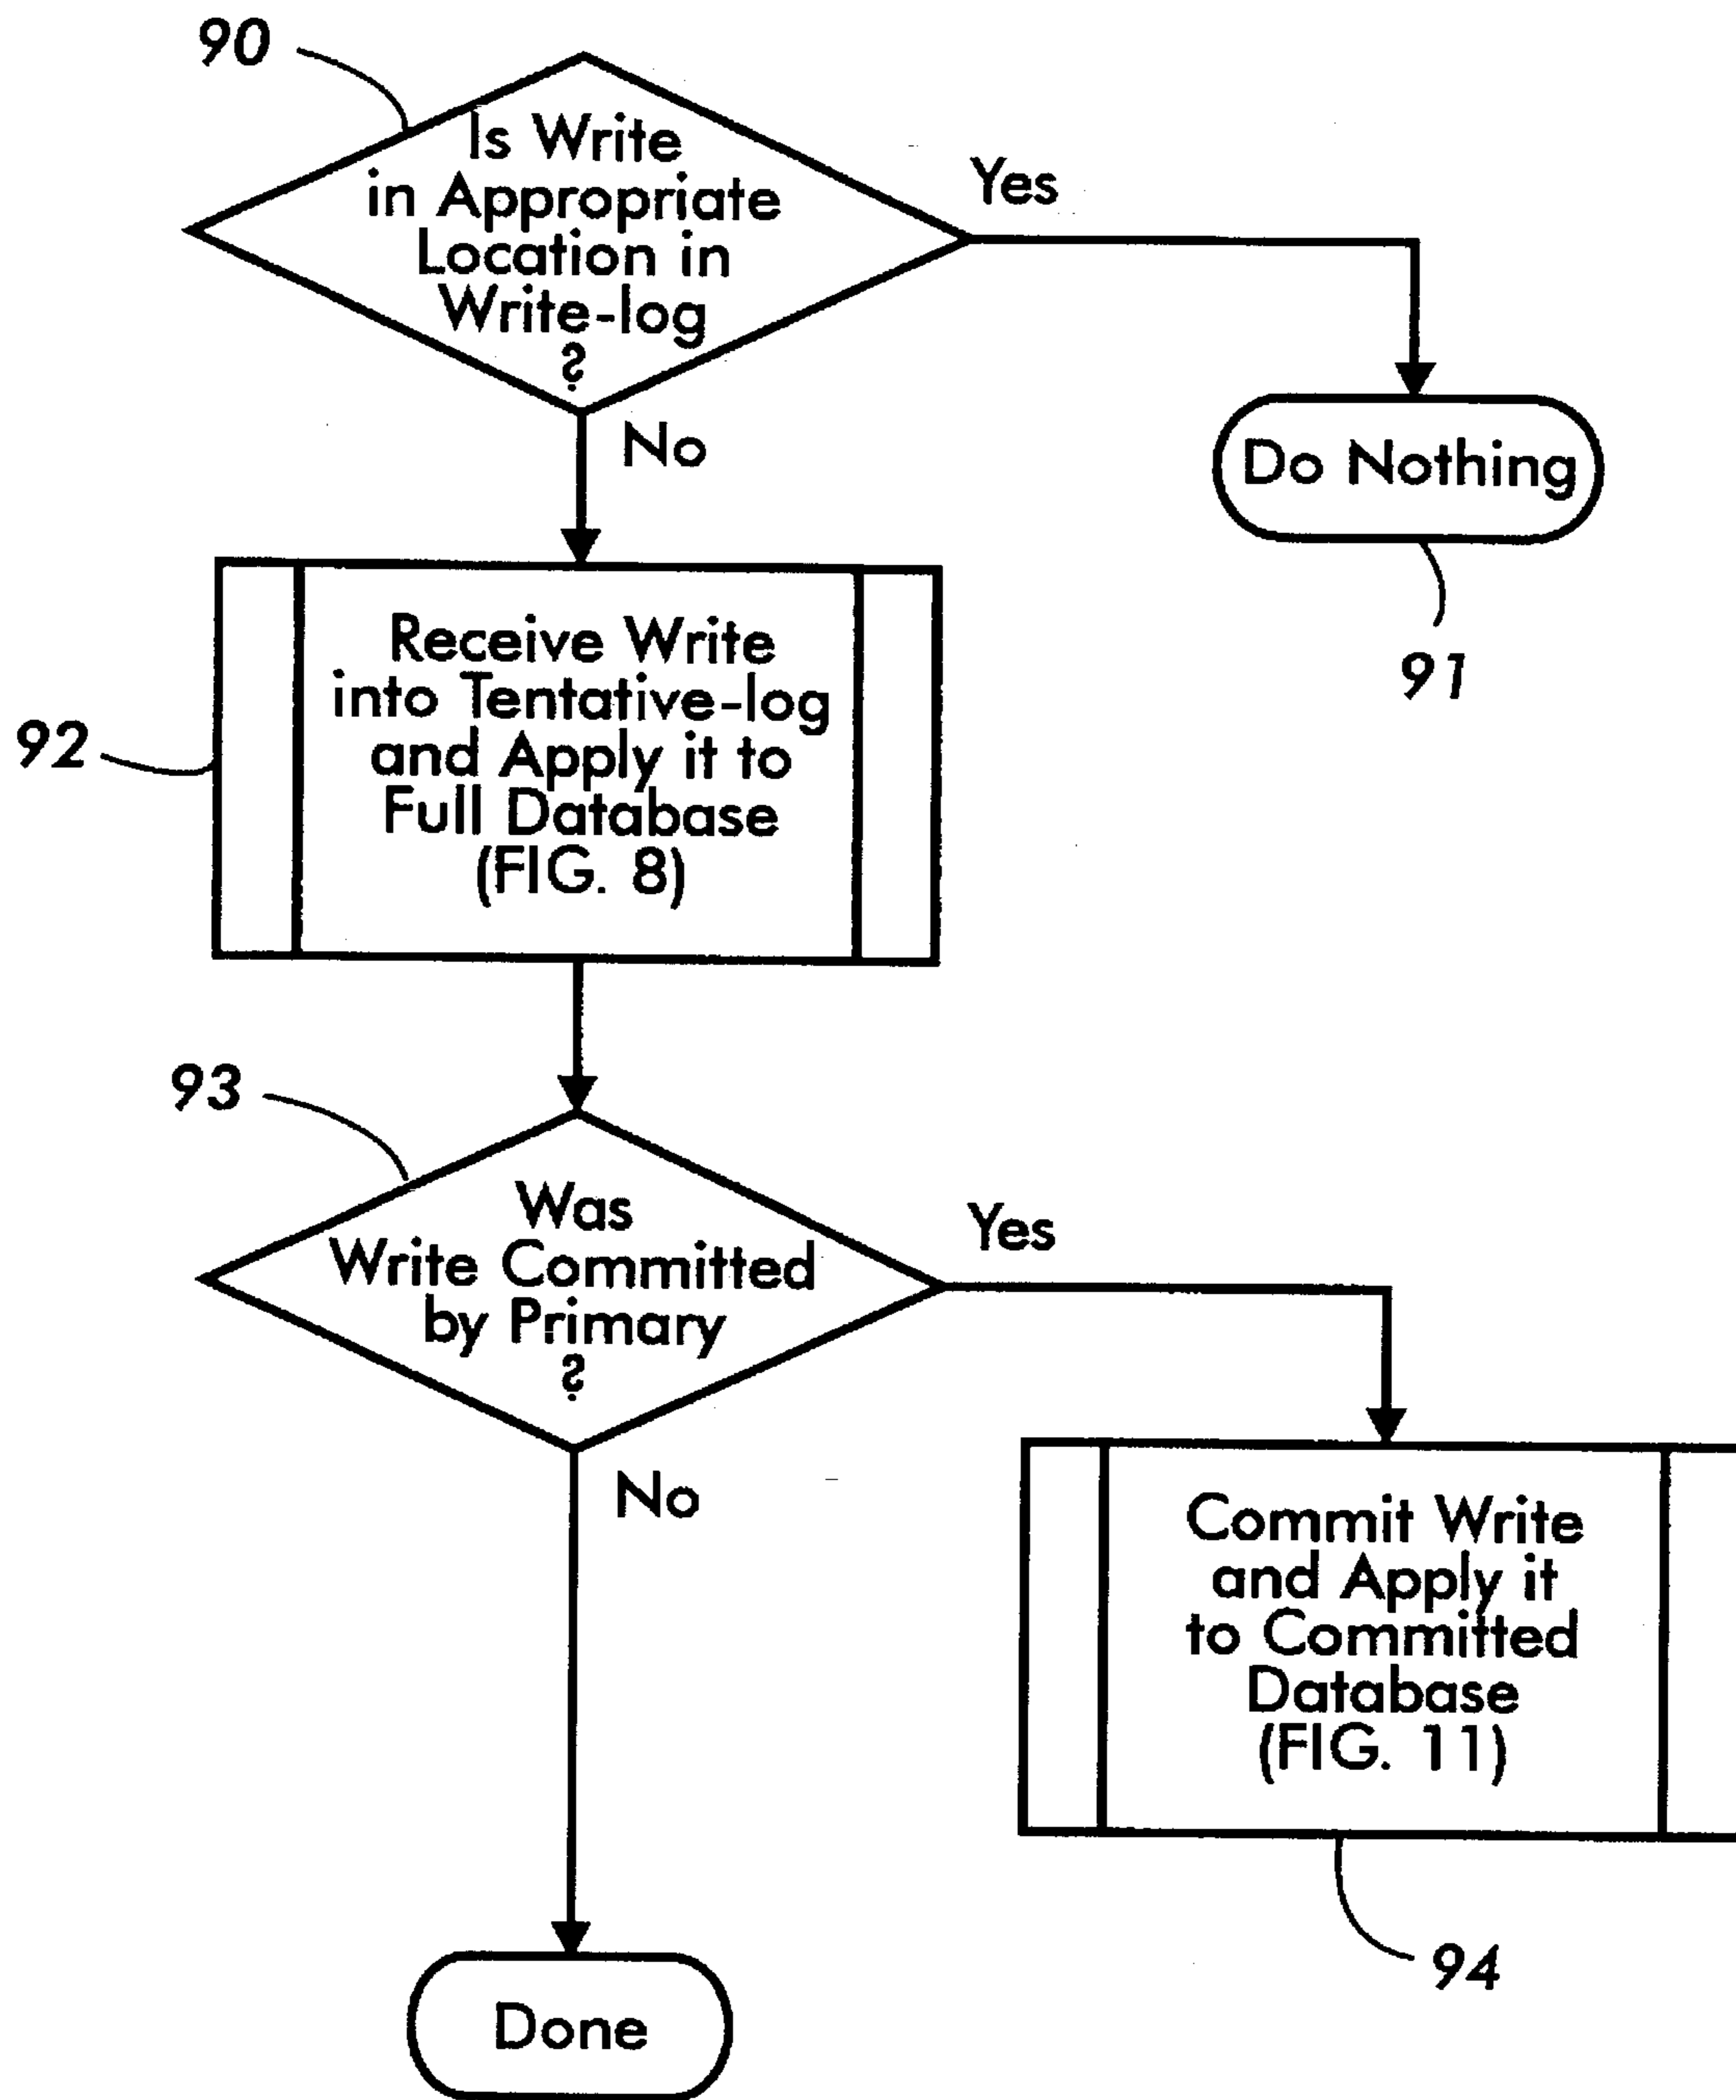 90
Is Write
in Appropriate
Location in
Write-log
?
Yes
No
Do Nothing
91
Receive Write
into Tentative-log
and Apply it to
Full Database
(FIG. 8)
92
93
Was
Write Committed
by Primary
?
Yes
No
Commit Write
and Apply it
to Committed
Database
(FIG. 11)
94
Done